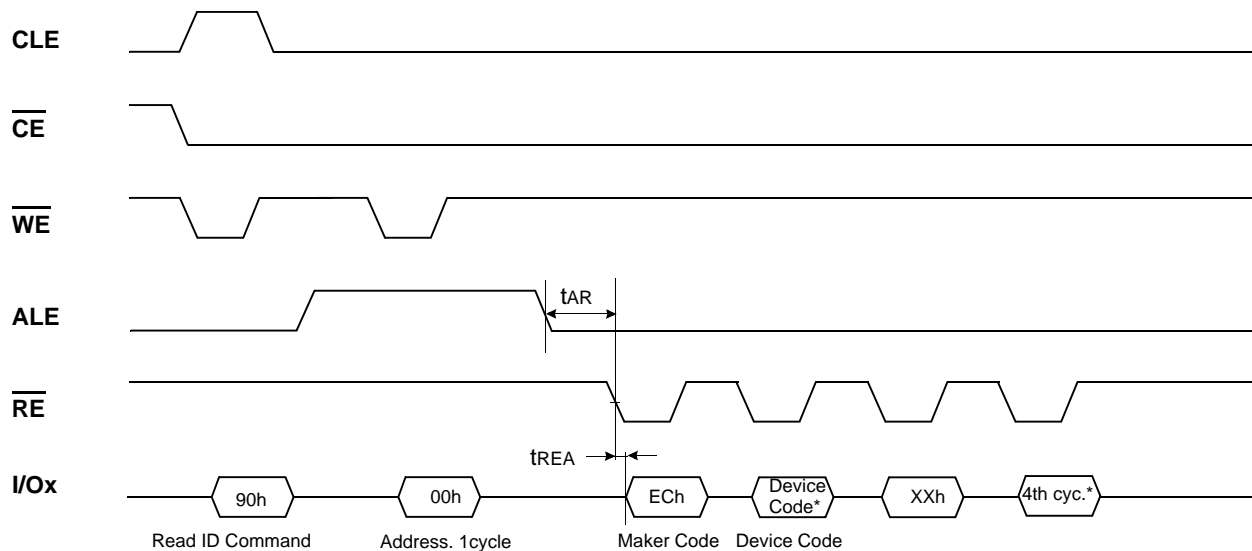 CLE
CE
WE
ALE
tAR
RE
tREA
I/Ox
90h
00h
ECh
Device
Code*
XXh
4th cyc.*
Read ID Command
Address. 1cycle
Maker Code
Device Code